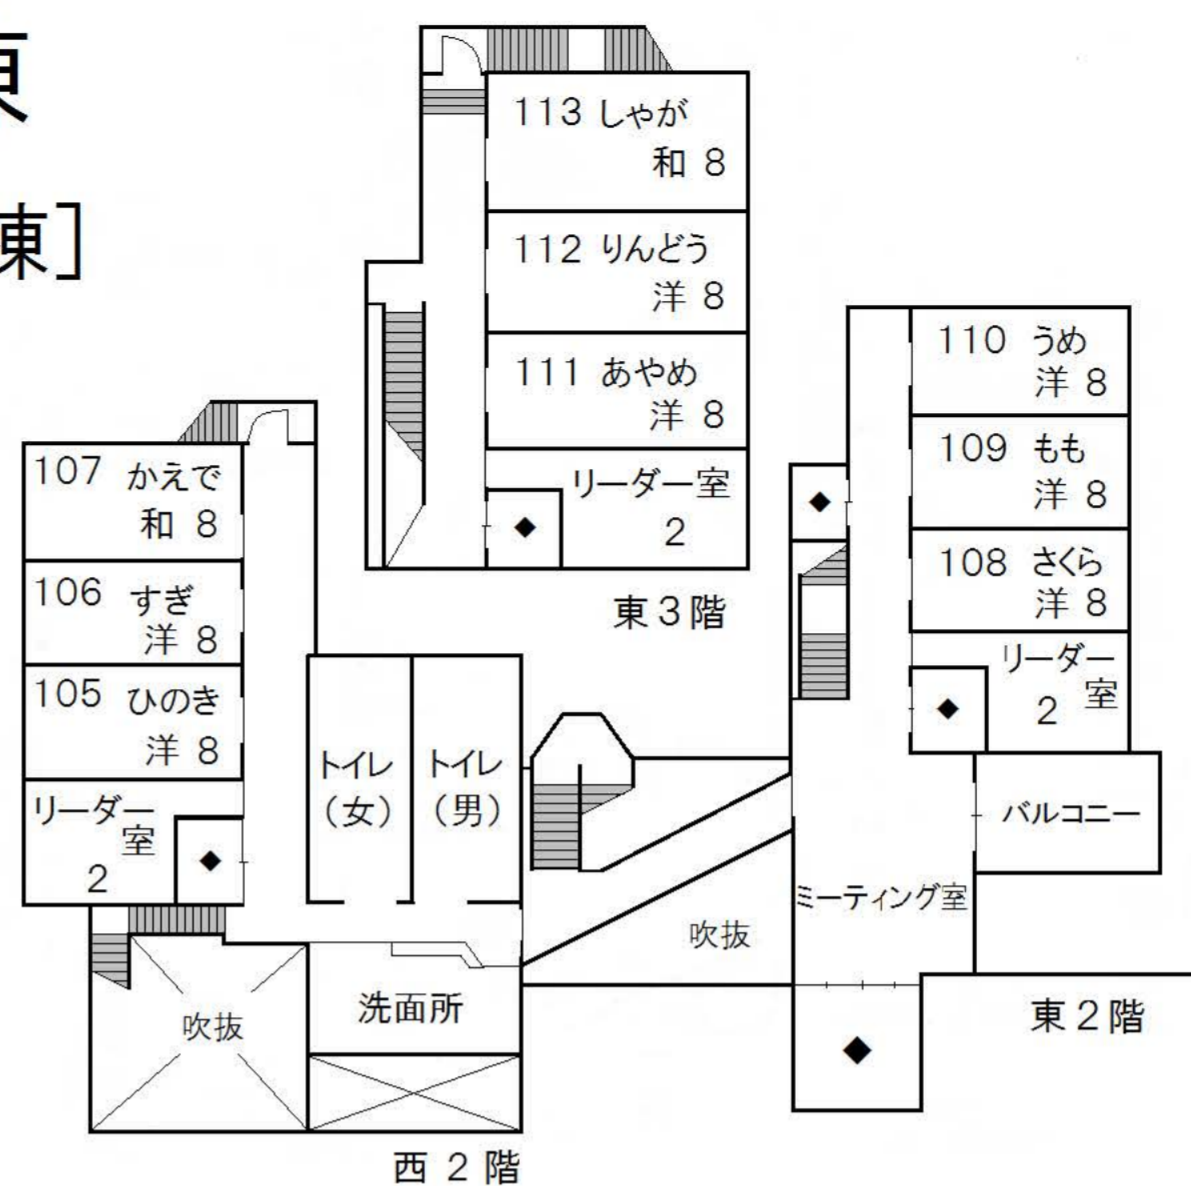 東
棟]
113 しゃが
和 8
112 りんどう
洋 8
111 あやめ
洋 8
リーダー室
2
◆
東3階
107 かえで
和 8
106 すぎ
洋 8
105 ひのき
洋 8
リーダー
室
2
◆
トイレ
(女)
トイレ
(男)
吹抜
洗面所
西2階
110 うめ
洋 8
109 もも
洋 8
108 さくら
洋 8
リーダー
室
2
◆
◆
バルコニー
ミーティング室
吹抜
◆
東2階